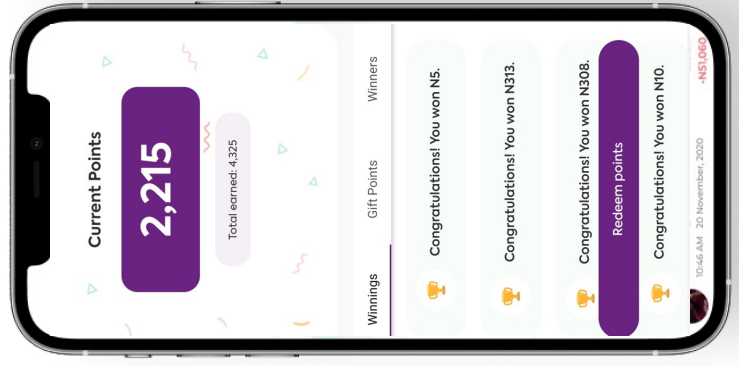 Current Points
2,215
Total earned: 4,325
Winnings
Gift Points
Winners
Congratulations! You won N5.
Congratulations! You won N313.
Congratulations! You won N308.
Redeem points
Congratulations! You won N10.
10:46 AM 20 November, 2020
-N51,060